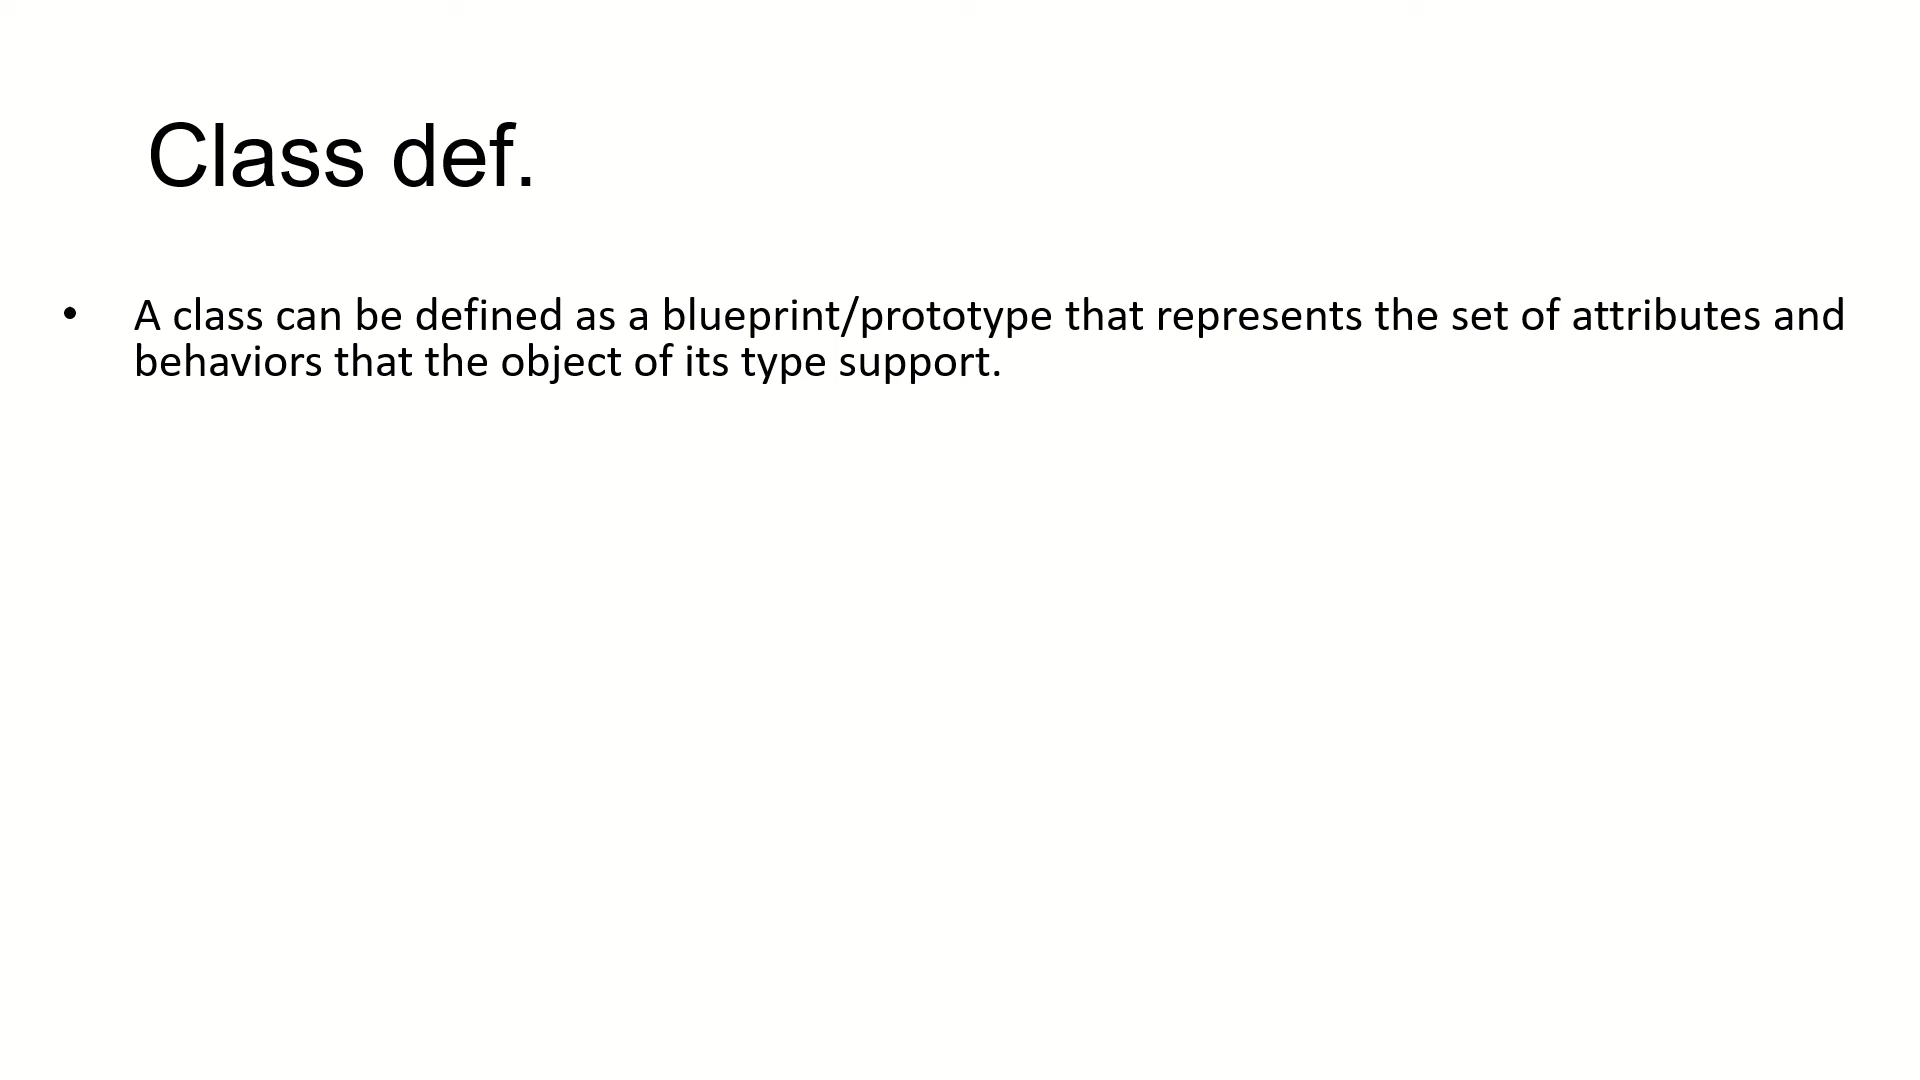 Class def.
• A class can be defined as a blueprint/prototype that represents the set of attributes and
behaviors that the object of its type support.